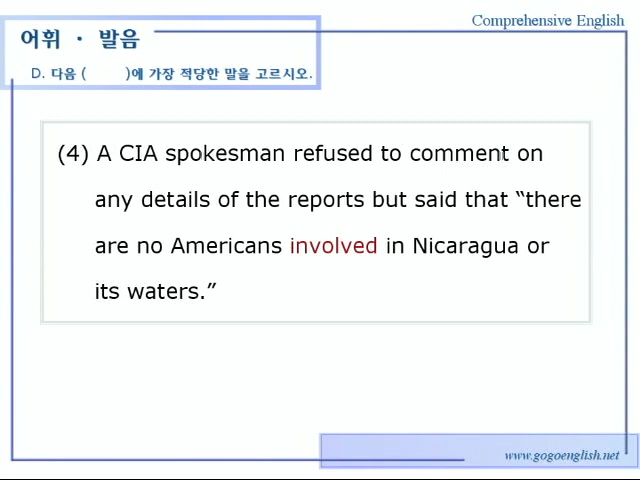 Comprehensive English
어휘 · 발음
D. 다음 (        )에 가장 적당한 말을 고르시오.
(4) A CIA spokesman refused to comment on
any details of the reports but said that “there
are no Americans involved in Nicaragua or
its waters.”
www.gogoenglish.net